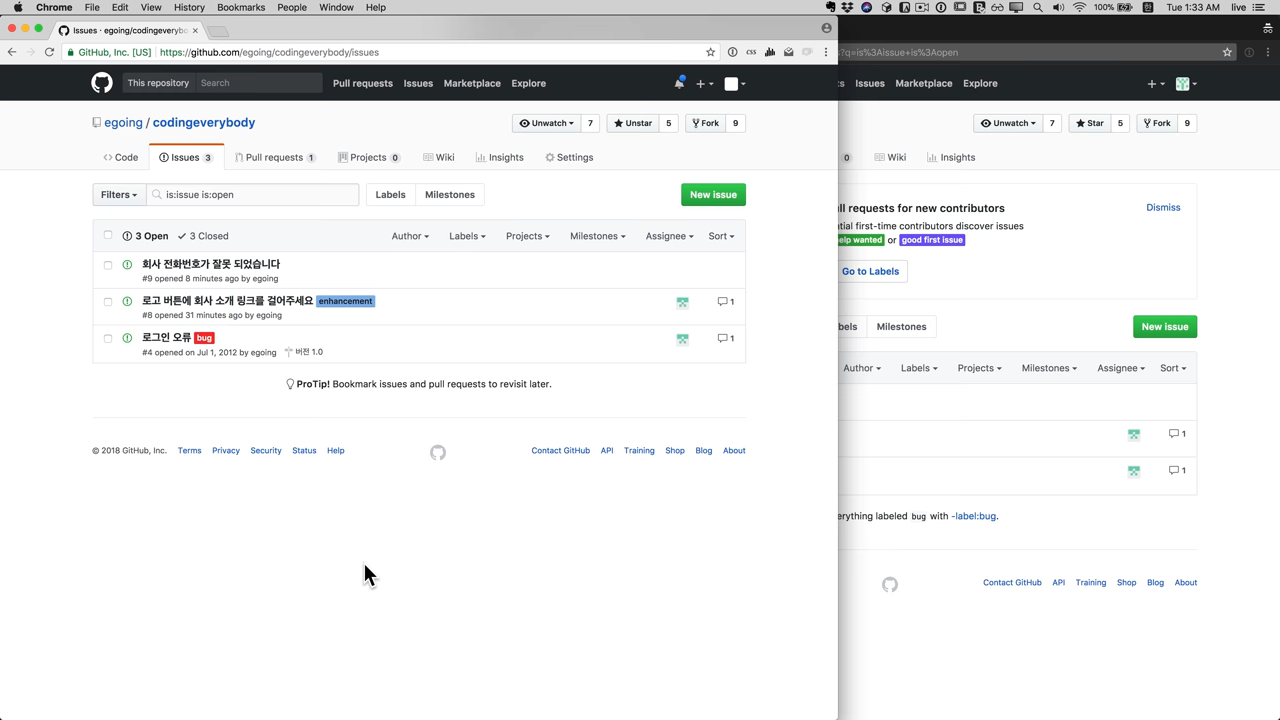 Chrome File Edit View History Bookmarks People Window Help 100% Tue 1:33 AM live
Issues · egoing/codingeverybo
GitHub, Inc. [US] https://github.com/egoing/codingeverybody/issues
?q=is%3Aissue+is%3Aopen
This repository Search Pull requests Issues Marketplace Explore
Issues Marketplace Explore
egoing / codingeverybody Unwatch 7 Unstar 5 Fork 9
Unwatch 7 Star 5 Fork 9
Code Issues 3 Pull requests 1 Projects 0 Wiki Insights Settings
0 Wiki Insights
Filters is:issue is:open Labels Milestones New issue
ll requests for new contributors Dismiss
ntial first-time contributors discover issues
help wanted or good first issue
Go to Labels
bels Milestones New issue
3 Open 3 Closed Author Labels Projects Milestones Assignee Sort
회사 전화번호가 잘못 되었습니다
#9 opened 8 minutes ago by egoing
로고 버튼에 회사 소개 링크를 걸어주세요 enhancement 1
#8 opened 31 minutes ago by egoing
로그인 오류 bug 1
#4 opened on Jul 1, 2012 by egoing 버전 1.0
Author Labels Projects Milestones Assignee Sort
1
1
ProTip! Bookmark issues and pull requests to revisit later.
erything labeled bug with -label:bug.
© 2018 GitHub, Inc. Terms Privacy Security Status Help Contact GitHub API Training Shop Blog About
Contact GitHub API Training Shop Blog About